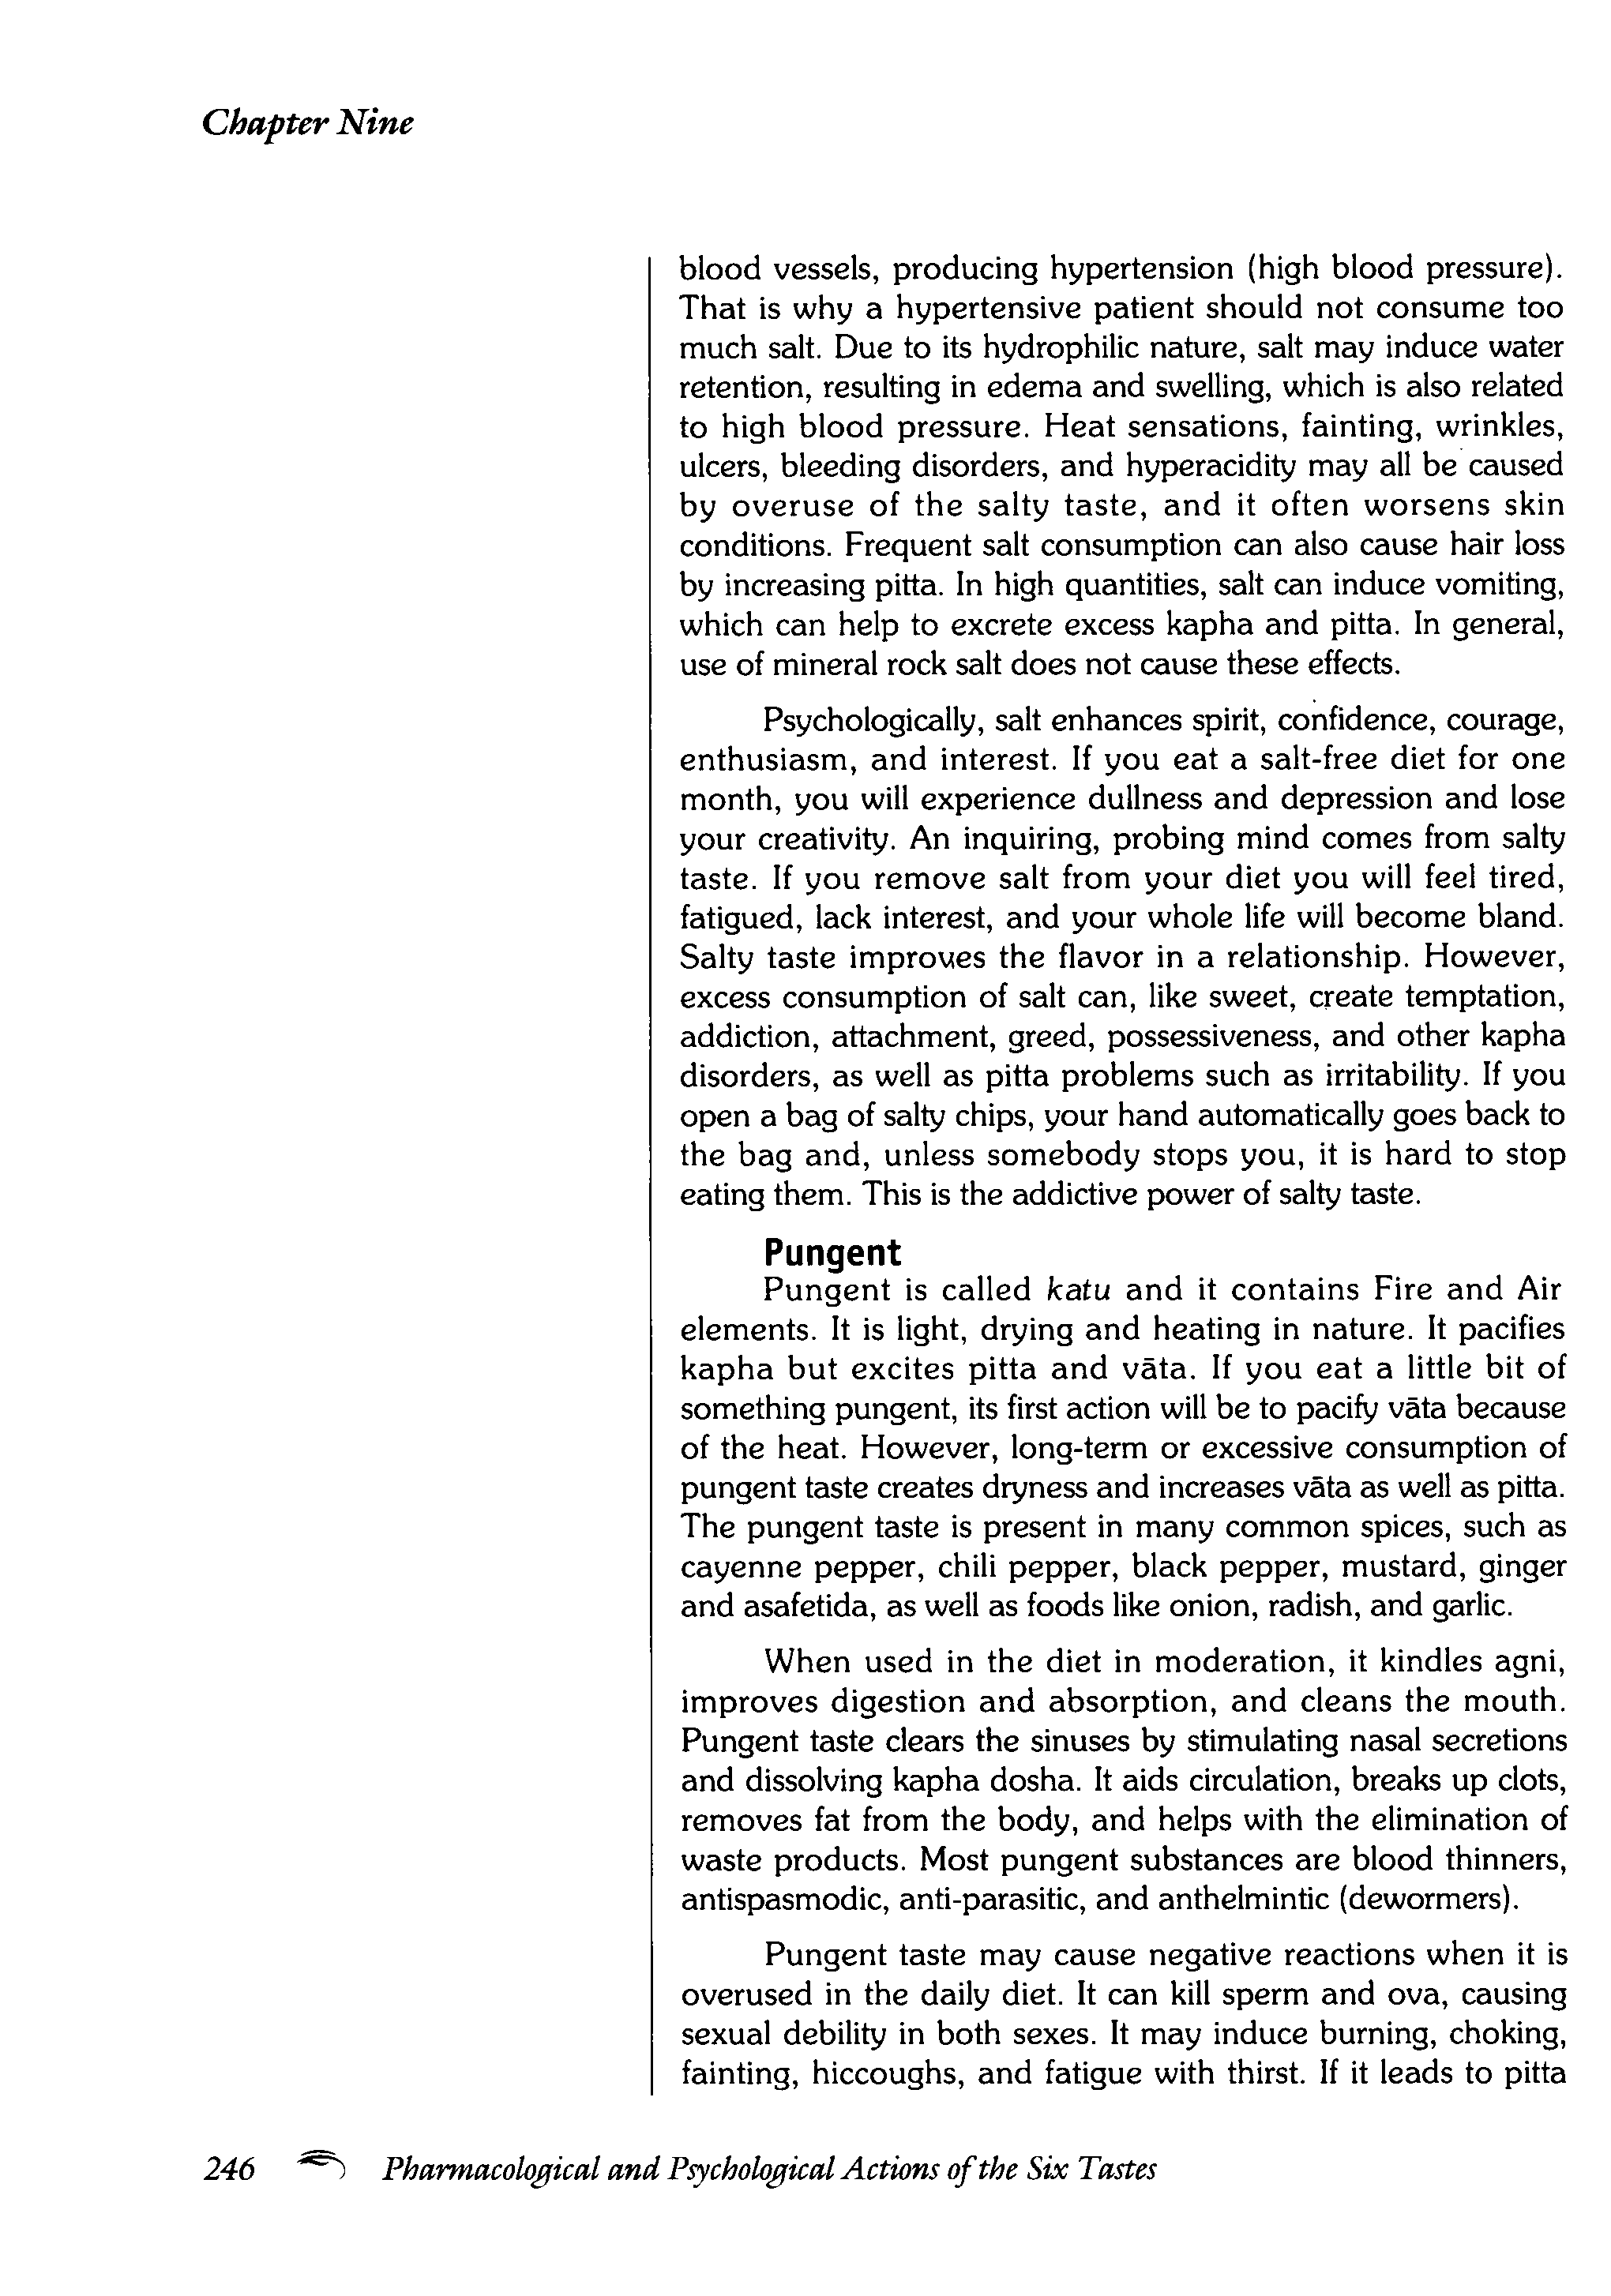 Chapter Nine
blood vessels, producing hypertension (high blood pressure).
That is why a hypertensive patient should not consume too
much salt. Due to its hydrophilic nature, salt may induce water
retention, resulting in edema and swelling, which is also related
to high blood pressure. Heat sensations, fainting, wrinkles,
ulcers, bleeding disorders, and hyperacidity may all be caused
by overuse of the salty taste, and it often worsens skin
conditions. Frequent salt consumption can also cause hair loss
by increasing pitta. In high quantities, salt can induce vomiting,
which can help to excrete excess kapha and pitta. In general,
use of mineral rock salt does not cause these effects.
Psychologically, salt enhances spirit, confidence, courage,
enthusiasm, and interest. If you eat a salt-free diet for one
month, you will experience dullness and depression and lose
your creativity. An inquiring, probing mind comes from salty
taste. If you remove salt from your diet you will feel tired,
fatigued, lack interest, and your whole life will become bland.
Salty taste improves the flavor in a relationship. However,
excess consumption of salt can, like sweet, create temptation,
addiction, attachment, greed, possessiveness, and other kapha
disorders, as well as pitta problems such as irritability. If you
open a bag of salty chips, your hand automatically goes back to
the bag and, unless somebody stops you, it is hard to stop
eating them. This is the addictive power of salty taste.
Pungent
Pungent is called katu and it contains Fire and Air
elements. It is light, drying and heating in nature. It pacifies
kapha but excites pitta and vāta. If you eat a little bit of
something pungent, its first action will be to pacify vāta because
of the heat. However, long-term or excessive consumption of
pungent taste creates dryness and increases vāta as well as pitta.
The pungent taste is present in many common spices, such as
cayenne pepper, chili pepper, black pepper, mustard, ginger
and asafetida, as well as foods like onion, radish, and garlic.
When used in the diet in moderation, it kindles agni,
improves digestion and absorption, and cleans the mouth.
Pungent taste clears the sinuses by stimulating nasal secretions
and dissolving kapha dosha. It aids circulation, breaks up clots,
removes fat from the body, and helps with the elimination of
waste products. Most pungent substances are blood thinners,
antispasmodic, anti-parasitic, and anthelmintic (dewormers).
Pungent taste may cause negative reactions when it is
overused in the daily diet. It can kill sperm and ova, causing
sexual debility in both sexes. It may induce burning, choking,
fainting, hiccoughs, and fatigue with thirst. If it leads to pitta
246 Pharmacological and Psychological Actions of the Six Tastes